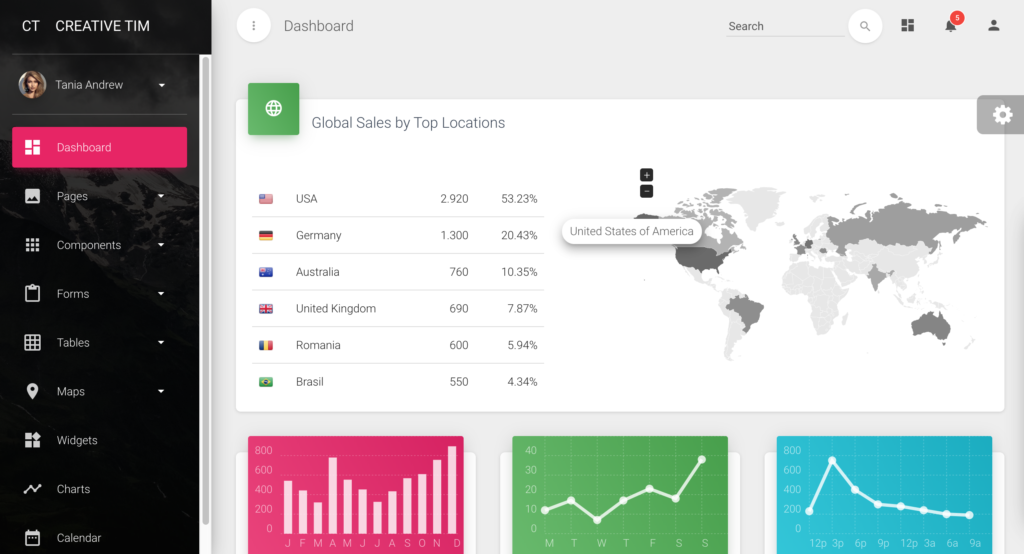 CT CREATIVE TIM
Dashboard
Search
5
Tania Andrew
Dashboard
Pages
Components
Forms
Tables
Maps
Widgets
Charts
Calendar
Global Sales by Top Locations
USA 2.920 53.23%
Germany 1.300 20.43%
Australia 760 10.35%
United Kingdom 690 7.87%
Romania 600 5.94%
Brasil 550 4.34%
+
−
United States of America
800
600
400
200
0
J F M A M J J A S O N D
40
30
20
10
0
M T W T F S S
800
600
400
200
0
12p 3p 6p 9p 12p 3a 6a 9a